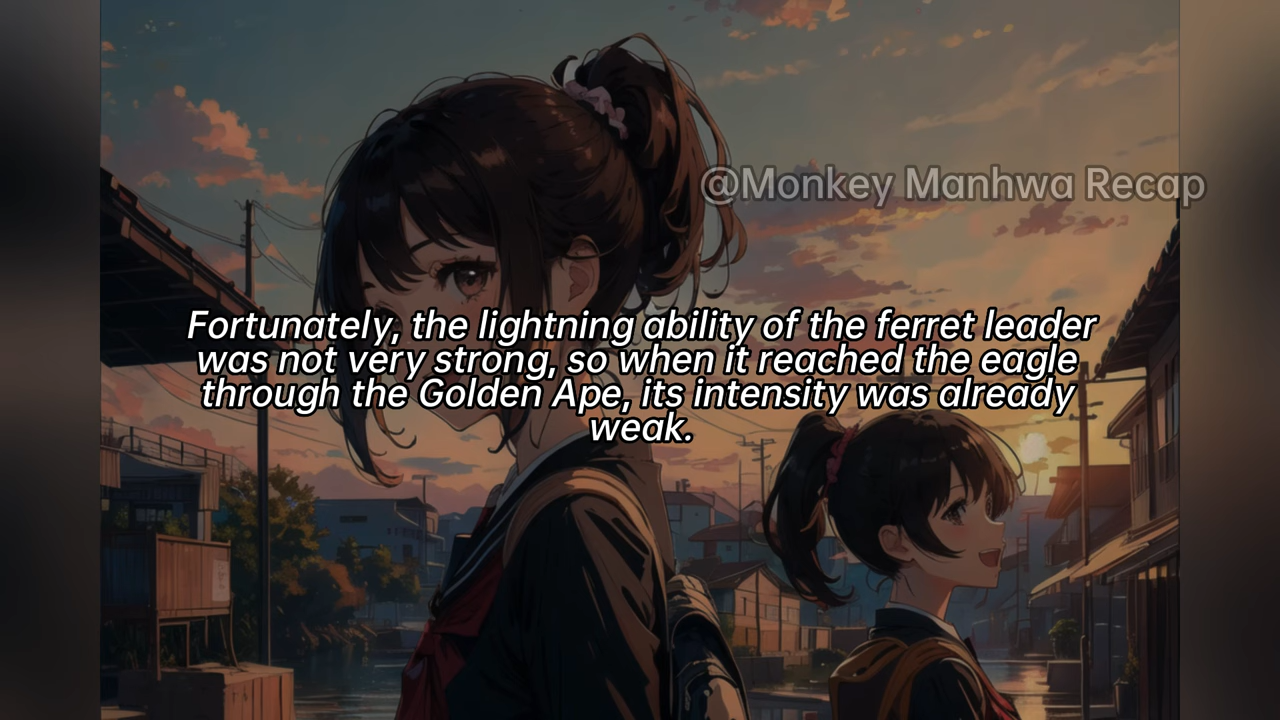 @Monkey Manhwa Recap
Fortunately, the lightning ability of the ferret leader
was not very strong, so when it reached the eagle
through the Golden Ape, its intensity was already
weak.